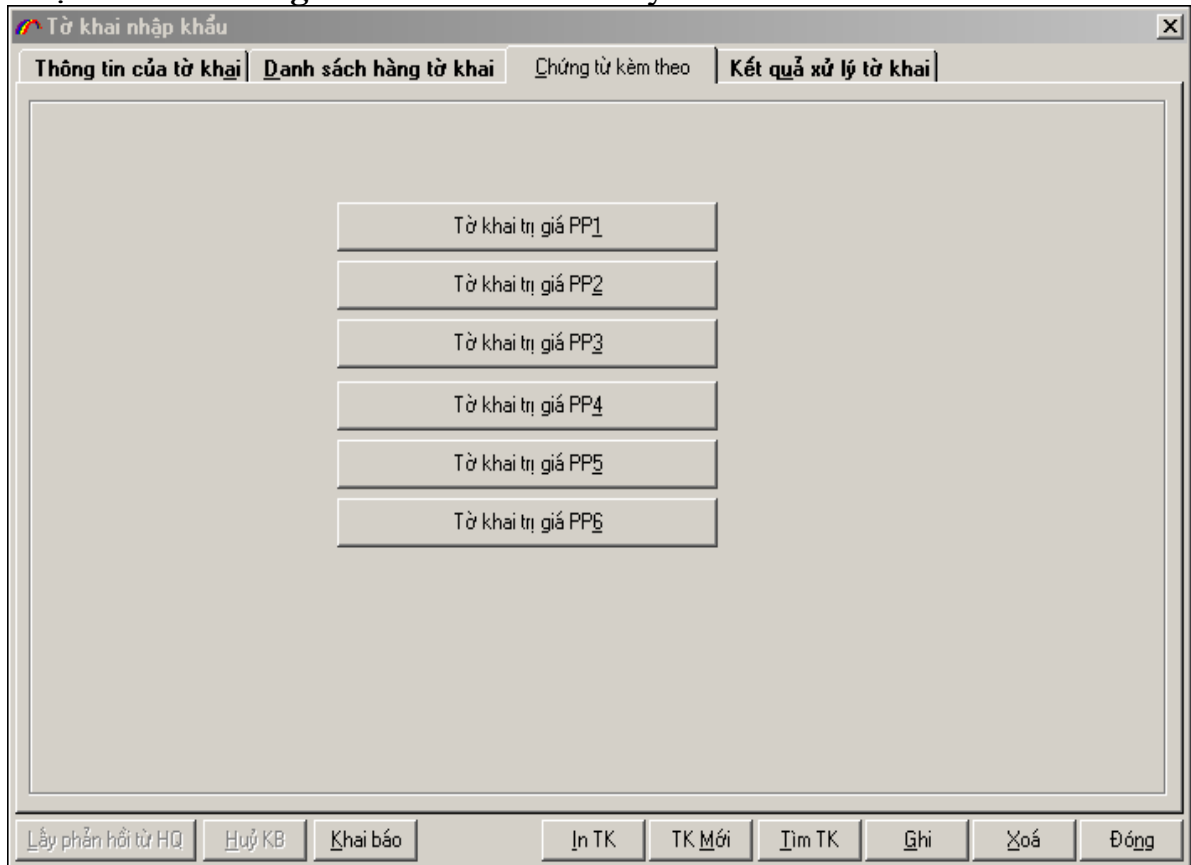 Tờ khai nhập khẩu
Thông tin của tờ khai Danh sách hàng tờ khai Chứng từ kèm theo Kết quả xử lý tờ khai
Tờ khai trị giá PP1
Tờ khai trị giá PP2
Tờ khai trị giá PP3
Tờ khai trị giá PP4
Tờ khai trị giá PP5
Tờ khai trị giá PP6
Lấy phản hồi từ HQ Huỷ KB Khai báo In TK TK Mới Tìm TK Ghi Xoá Đóng